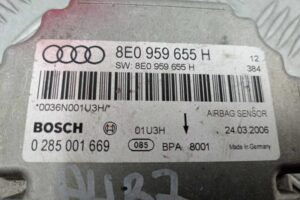 8E0 959 655 H
12
SW: 8E0 959 655 H
384
*0036N001U3H/*
AIRBAG SENSOR
BOSCH
01U3H
24.03.2006
0 285 001 669
085
BPA 8001
Made in Germany